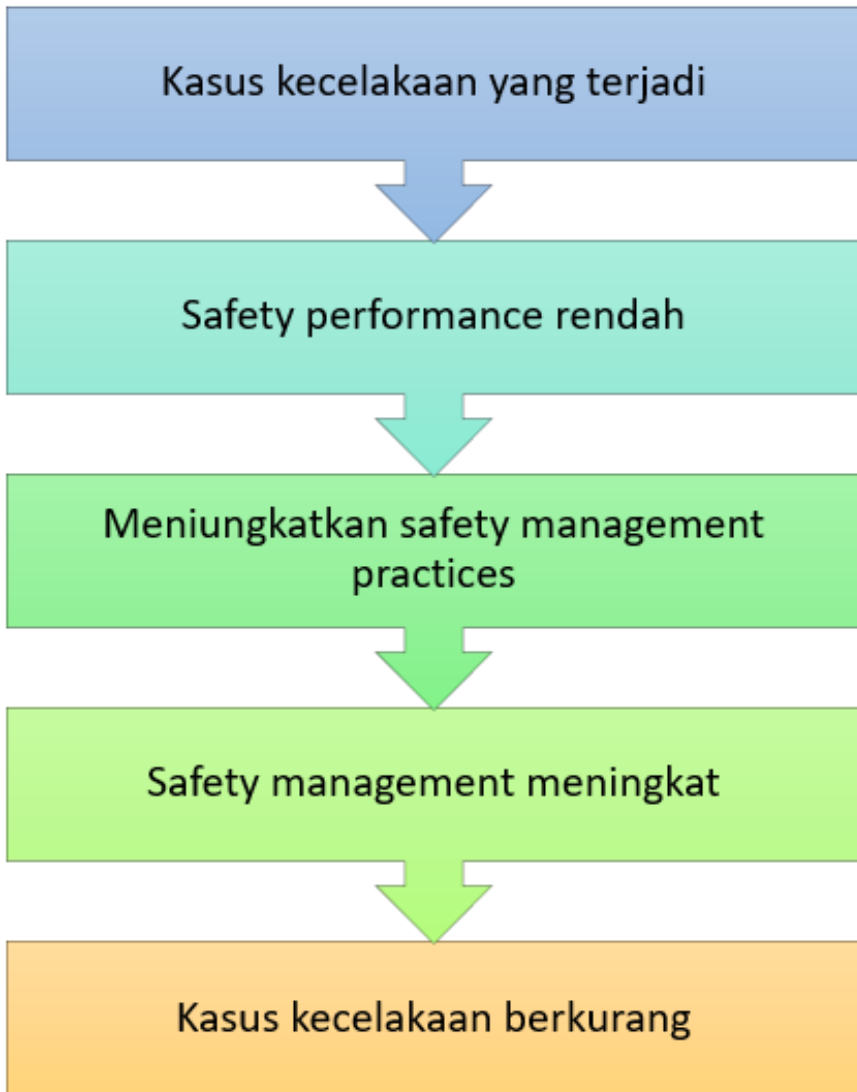 Kasus kecelakaan yang terjadi
Safety performance rendah
Meniungkatkan safety management
practices
Safety management meningkat
Kasus kecelakaan berkurang